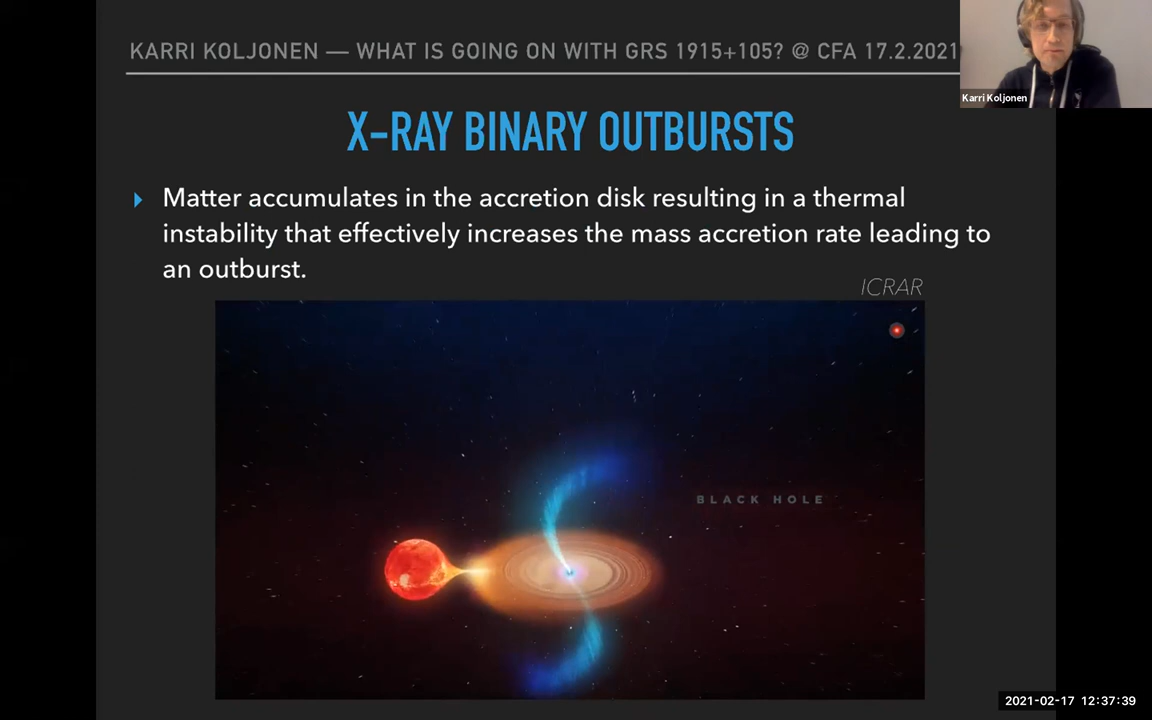 KARRI KOLJONEN — WHAT IS GOING ON WITH GRS 1915+105? @ CFA 17.2.2021
Karri Koljonen
X-RAY BINARY OUTBURSTS
Matter accumulates in the accretion disk resulting in a thermal
instability that effectively increases the mass accretion rate leading to
an outburst.
ICRAR
BLACK HOLE
2021-02-17 12:37:39